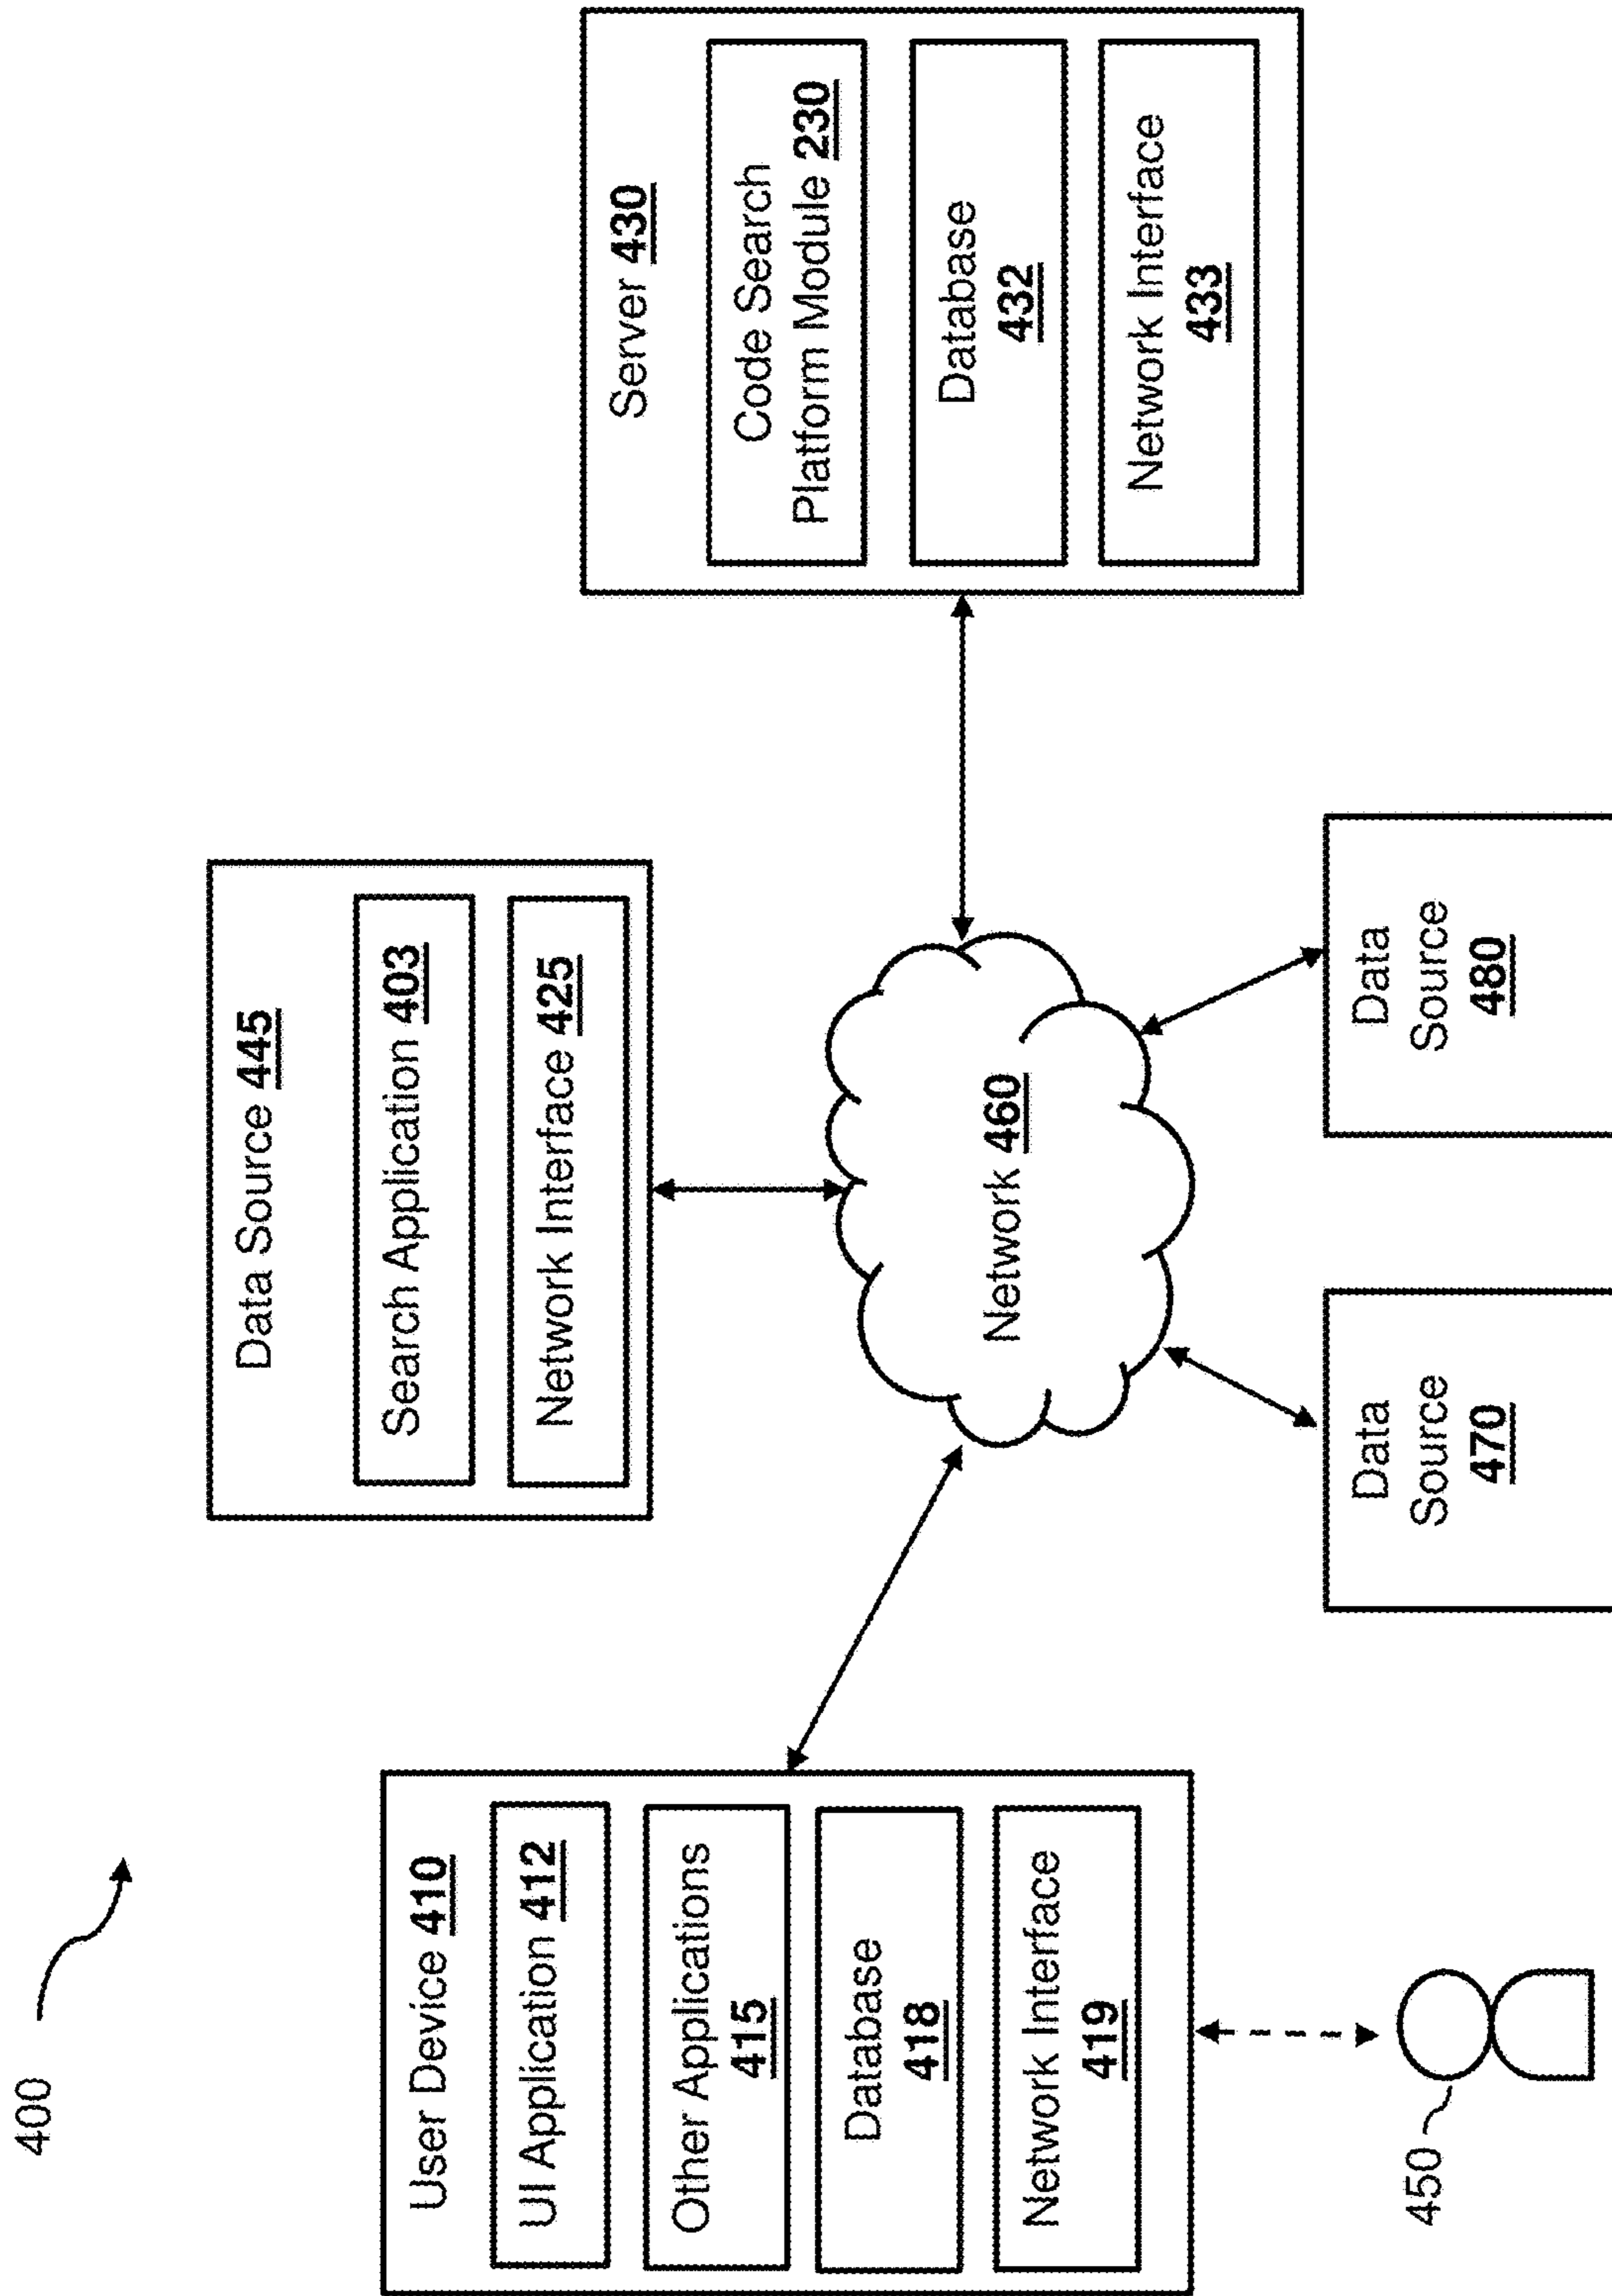 400
User Device 410
UI Application 412
Other Applications
415
Database
418
Network Interface
419
450
Data Source 445
Search Application 403
Network Interface 425
Network 460
Data
Source
470
Data
Source
480
Server 430
Code Search
Platform Module 230
Database
432
Network Interface
433